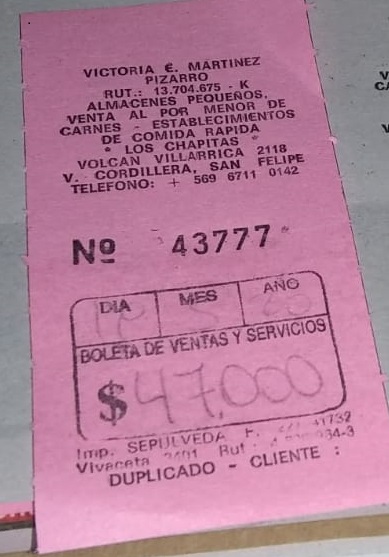 VICTORIA E. MARTINEZ
PIZARRO
RUT.: 13.704.675 - K
ALMACENES PEQUEÑOS,
VENTA AL POR MENOR DE
CARNES - ESTABLECIMIENTOS
DE COMIDA RAPIDA
* LOS CHAPITAS *
VOLCAN VILLARRICA 2118
V. CORDILLERA, SAN FELIPE
TELEFONO: + 569 6711 0142
Nº 43777
DIA MES AÑO
BOLETA DE VENTAS Y SERVICIOS
$ 47.000
Imp. SEPULVEDA F.
Vivaceta Rut:
DUPLICADO - CLIENTE :